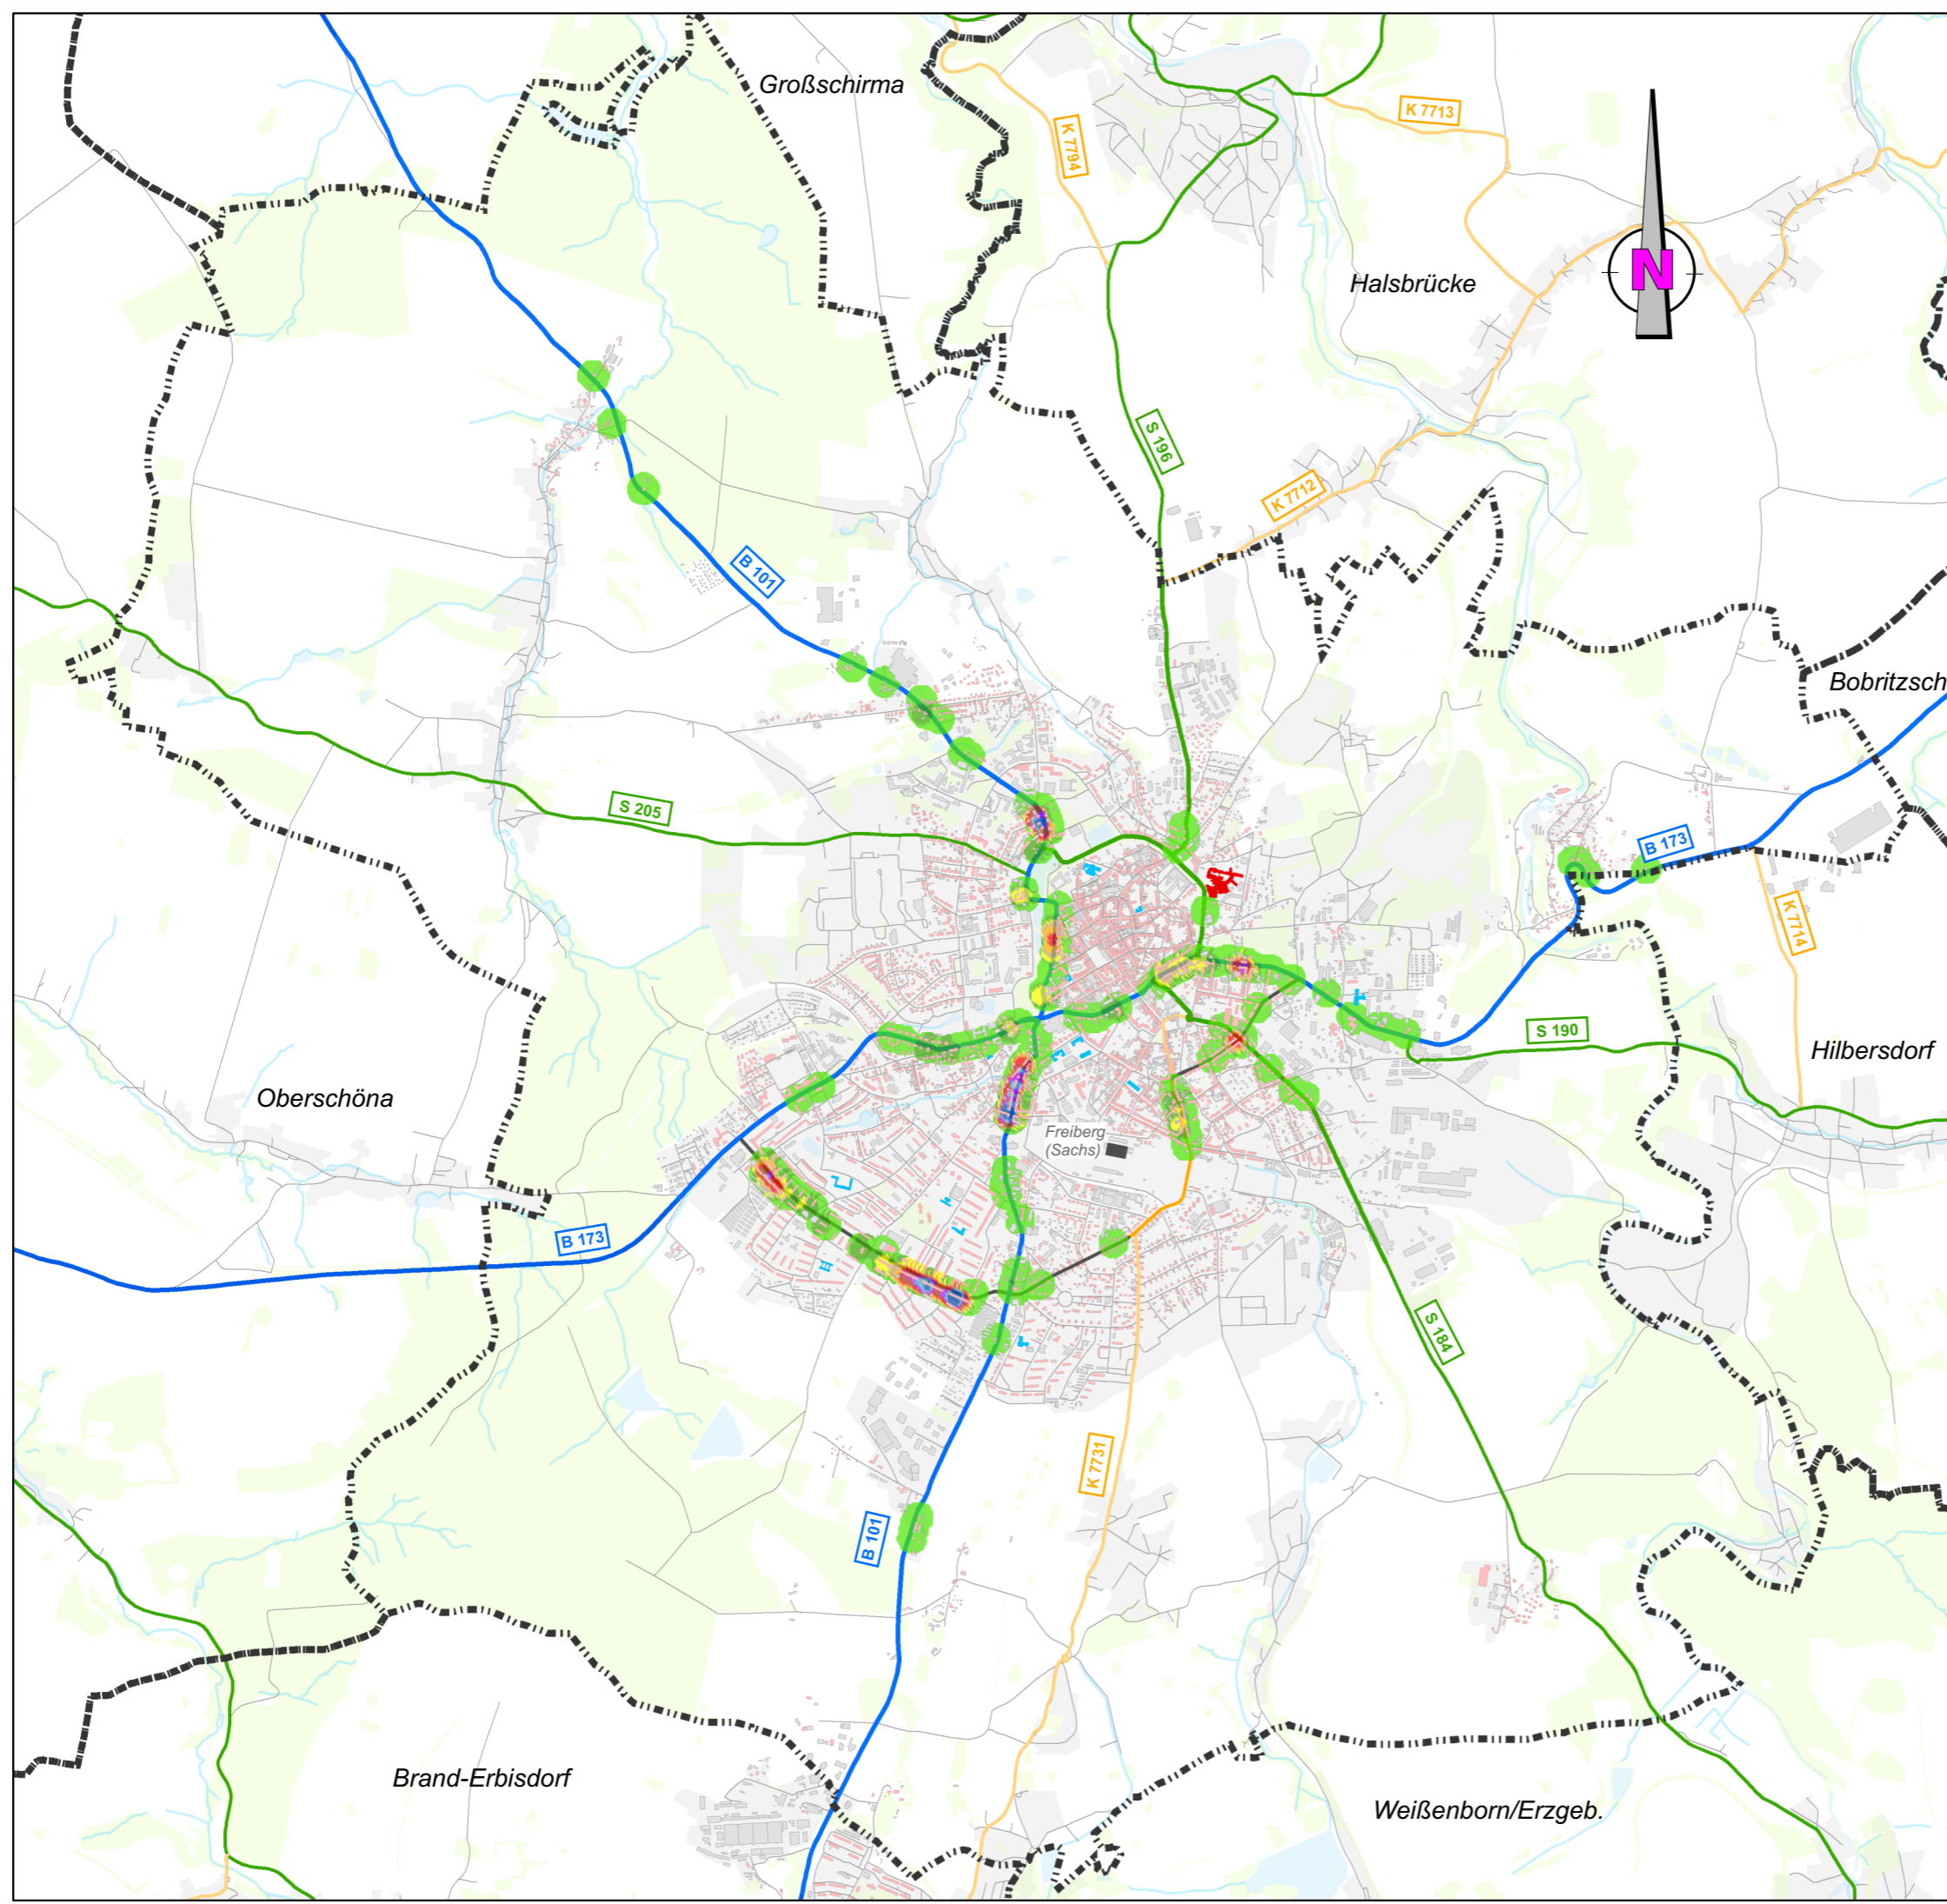 Großschirma
K 7794
K 7713
N
Halsbrücke
S 196
K 7712
B 101
Bobritzsch
S 205
B 173
K 7714
S 190
Hilbersdorf
Oberschöna
Freiberg
(Sachs)
B 173
S 184
K 7731
B 101
Brand-Erbisdorf
Weißenborn/Erzgeb.